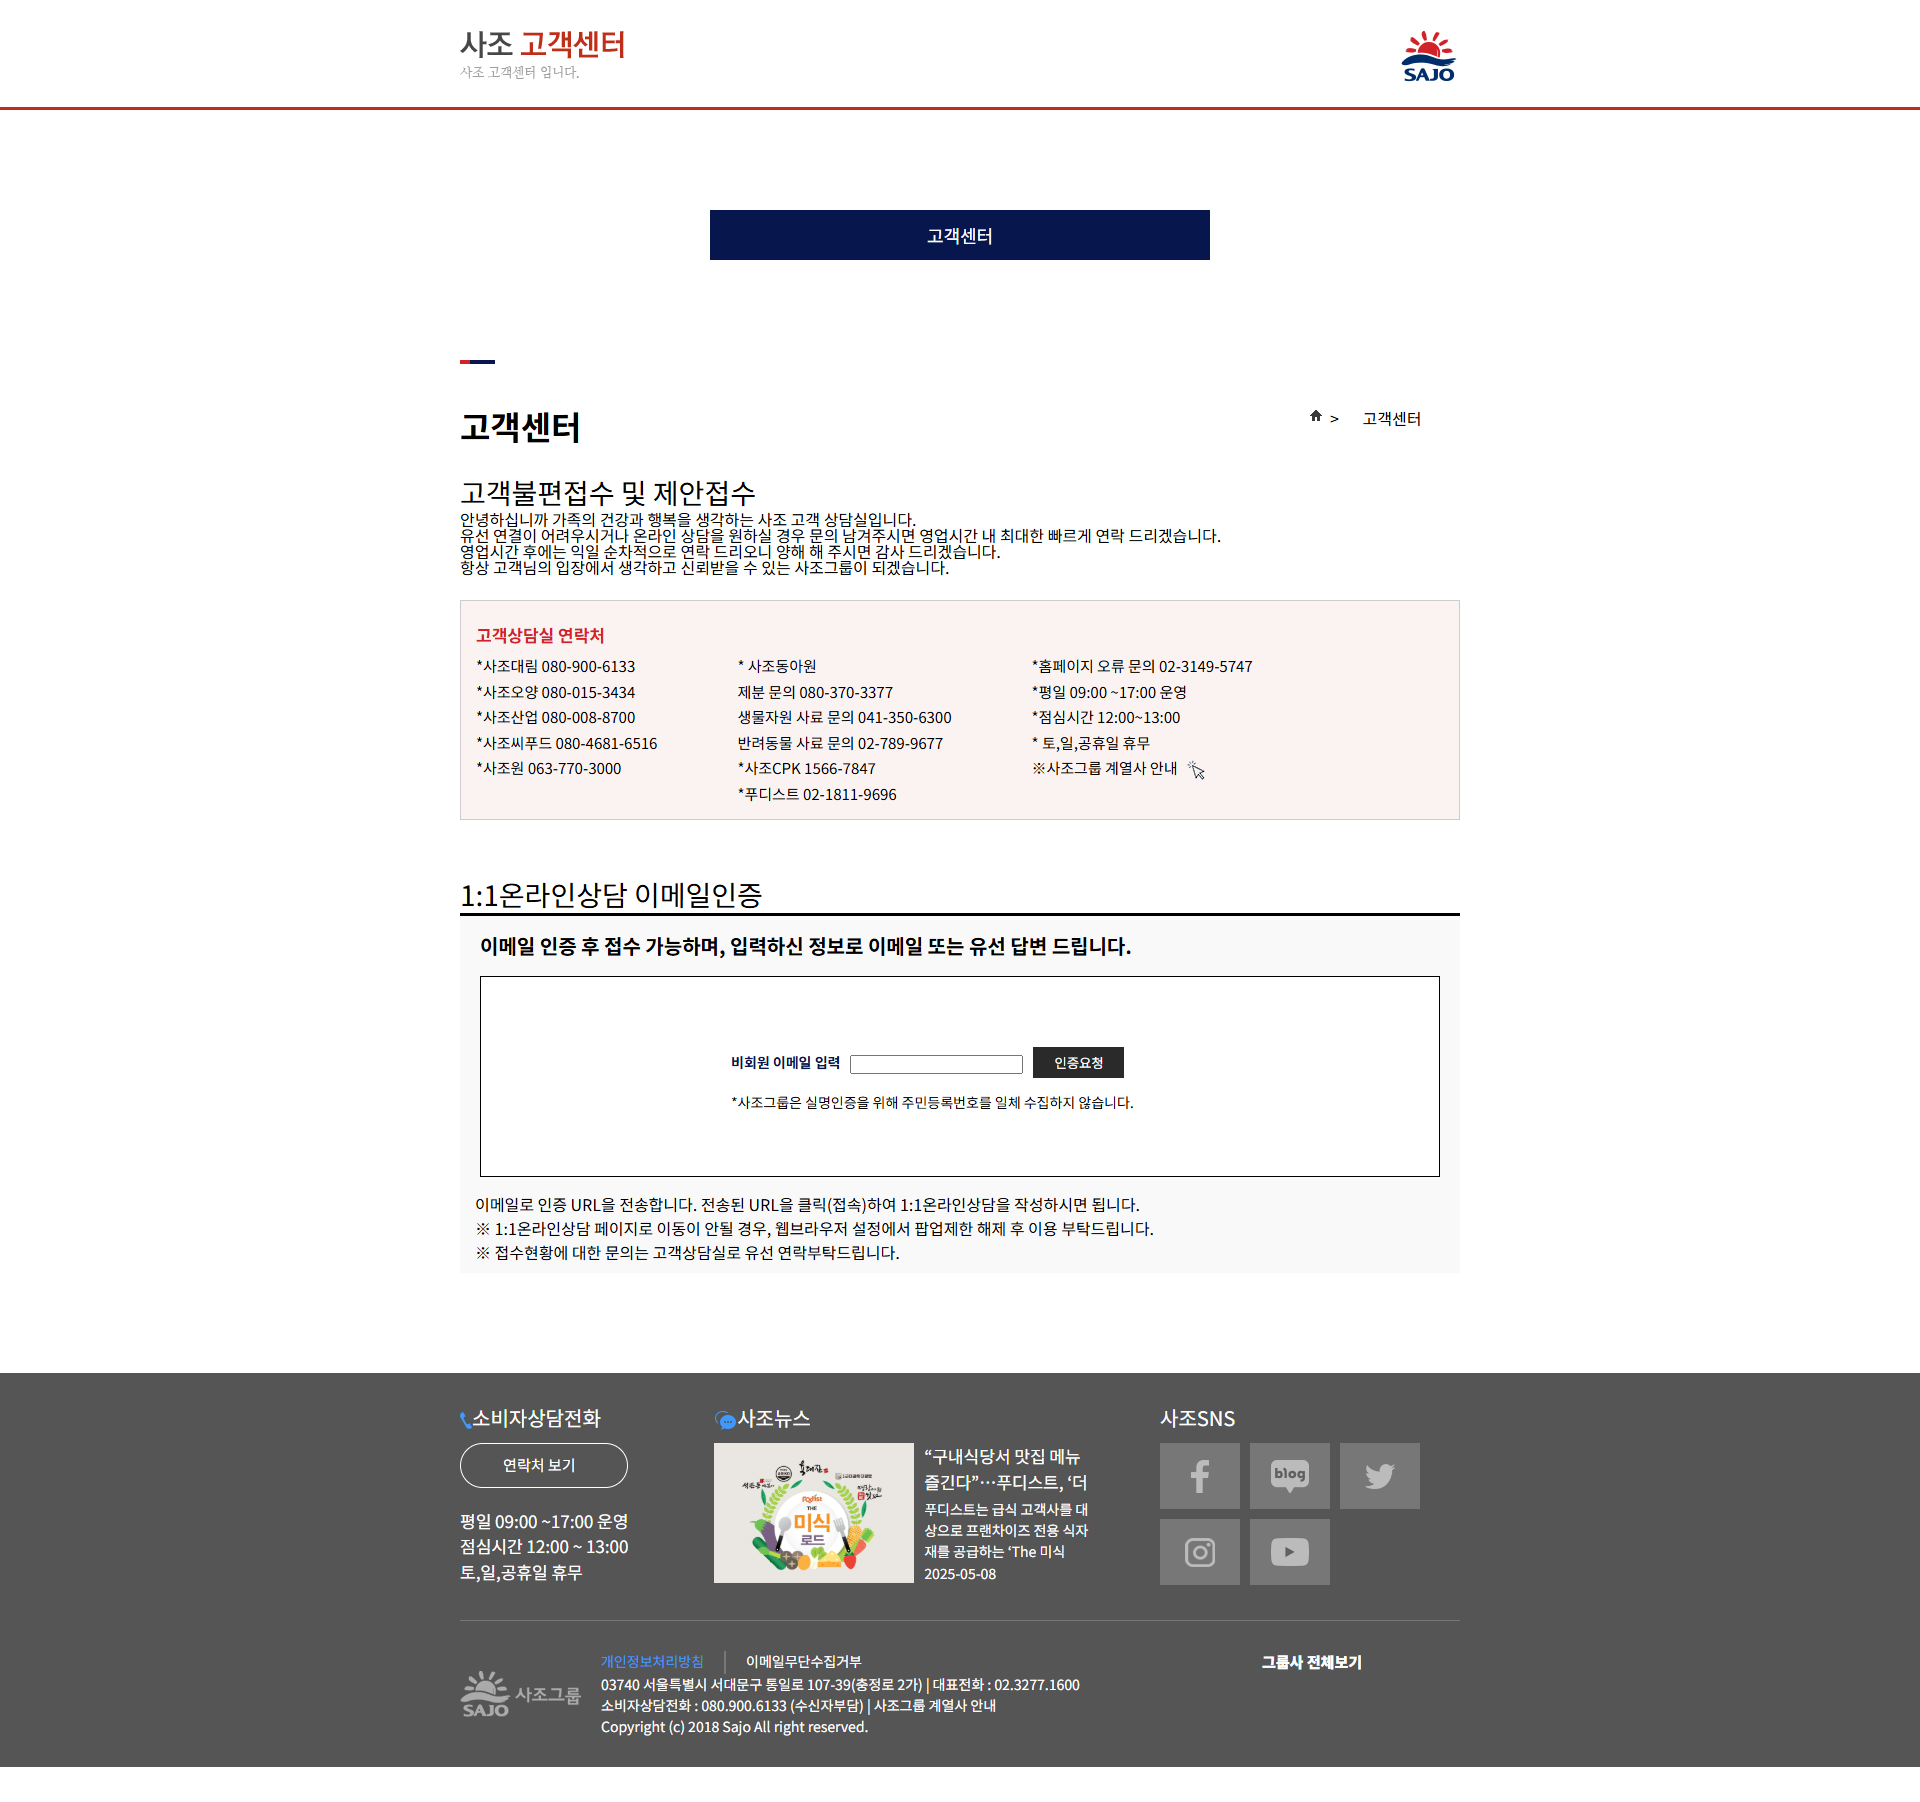 사조 고객센터
사조 고객센터 입니다.
SAJO
고객센터
고객센터
> 고객센터
고객불편접수 및 제안접수
안녕하십니까 가족의 건강과 행복을 생각하는 사조 고객 상담실입니다.
유선 연결이 어려우시거나 온라인 상담을 원하실 경우 문의 남겨주시면 영업시간 내 최대한 빠르게 연락 드리겠습니다.
영업시간 후에는 익일 순차적으로 연락 드리오니 양해 해 주시면 감사 드리겠습니다.
항상 고객님의 입장에서 생각하고 신뢰받을 수 있는 사조그룹이 되겠습니다.
고객상담실 연락처
*사조대림 080-900-6133
*사조오양 080-015-3434
*사조산업 080-008-8700
*사조씨푸드 080-4681-6516
*사조원 063-770-3000
* 사조동아원
제분 문의 080-370-3377
생물자원 사료 문의 041-350-6300
반려동물 사료 문의 02-789-9677
*사조CPK 1566-7847
*푸디스트 02-1811-9696
*홈페이지 오류 문의 02-3149-5747
*평일 09:00 ~17:00 운영
*점심시간 12:00~13:00
* 토,일,공휴일 휴무
※사조그룹 계열사 안내
1:1온라인상담 이메일인증
이메일 인증 후 접수 가능하며, 입력하신 정보로 이메일 또는 유선 답변 드립니다.
비회원 이메일 입력
인증요청
*사조그룹은 실명인증을 위해 주민등록번호를 일체 수집하지 않습니다.
이메일로 인증 URL을 전송합니다. 전송된 URL을 클릭(접속)하여 1:1온라인상담을 작성하시면 됩니다.
※ 1:1온라인상담 페이지로 이동이 안될 경우, 웹브라우저 설정에서 팝업제한 해제 후 이용 부탁드립니다.
※ 접수현황에 대한 문의는 고객상담실로 유선 연락부탁드립니다.
소비자상담전화
연락처 보기
평일 09:00 ~17:00 운영
점심시간 12:00 ~ 13:00
토,일,공휴일 휴무
사조뉴스
THE
미식
로드
“구내식당서 맛집 메뉴
즐긴다”…푸디스트, ‘더
푸디스트는 급식 고객사를 대
상으로 프랜차이즈 전용 식자
재를 공급하는 ‘The 미식
2025-05-08
사조SNS
blog
SAJO 사조그룹
개인정보처리방침
이메일무단수집거부
03740 서울특별시 서대문구 통일로 107-39(충정로 2가) | 대표전화 : 02.3277.1600
소비자상담전화 : 080.900.6133 (수신자부담) | 사조그룹 계열사 안내
Copyright (c) 2018 Sajo All right reserved.
그룹사 전체보기